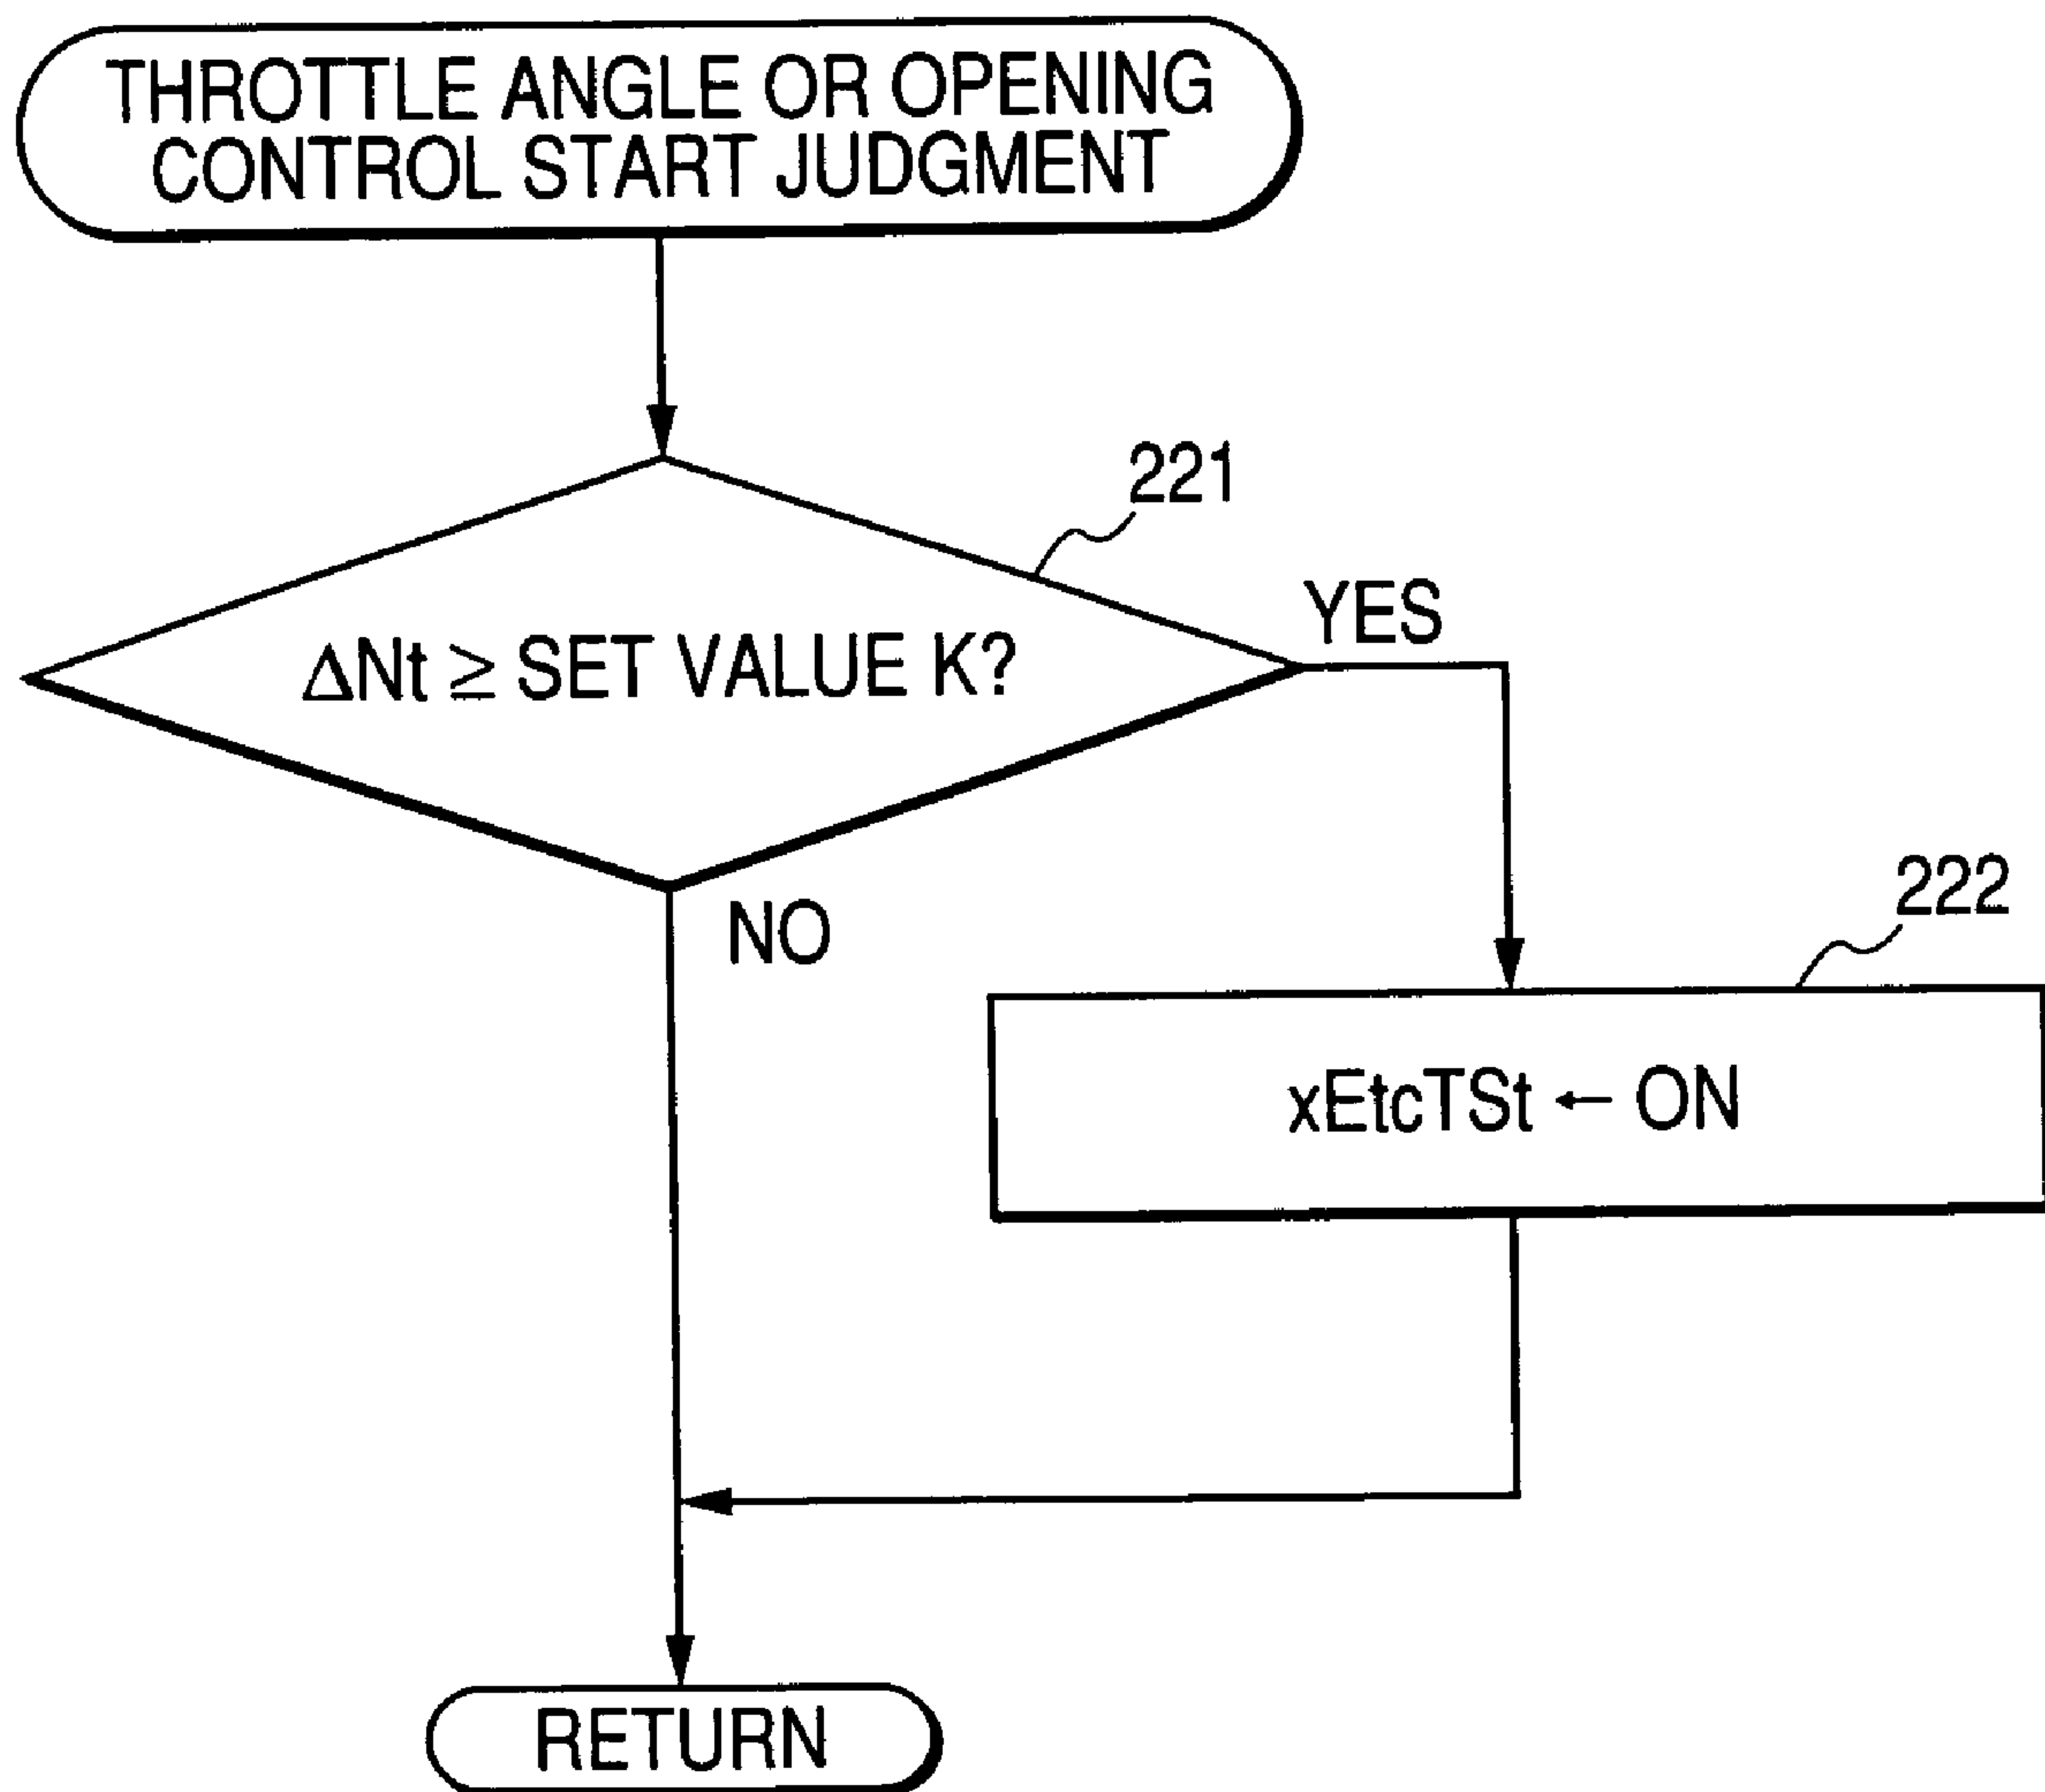 THROTTLE ANGLE OR OPENING
CONTROL START JUDGMENT
221
ΔNt ≧ SET VALUE K?
YES
NO
222
xEtcTSt ← ON
RETURN